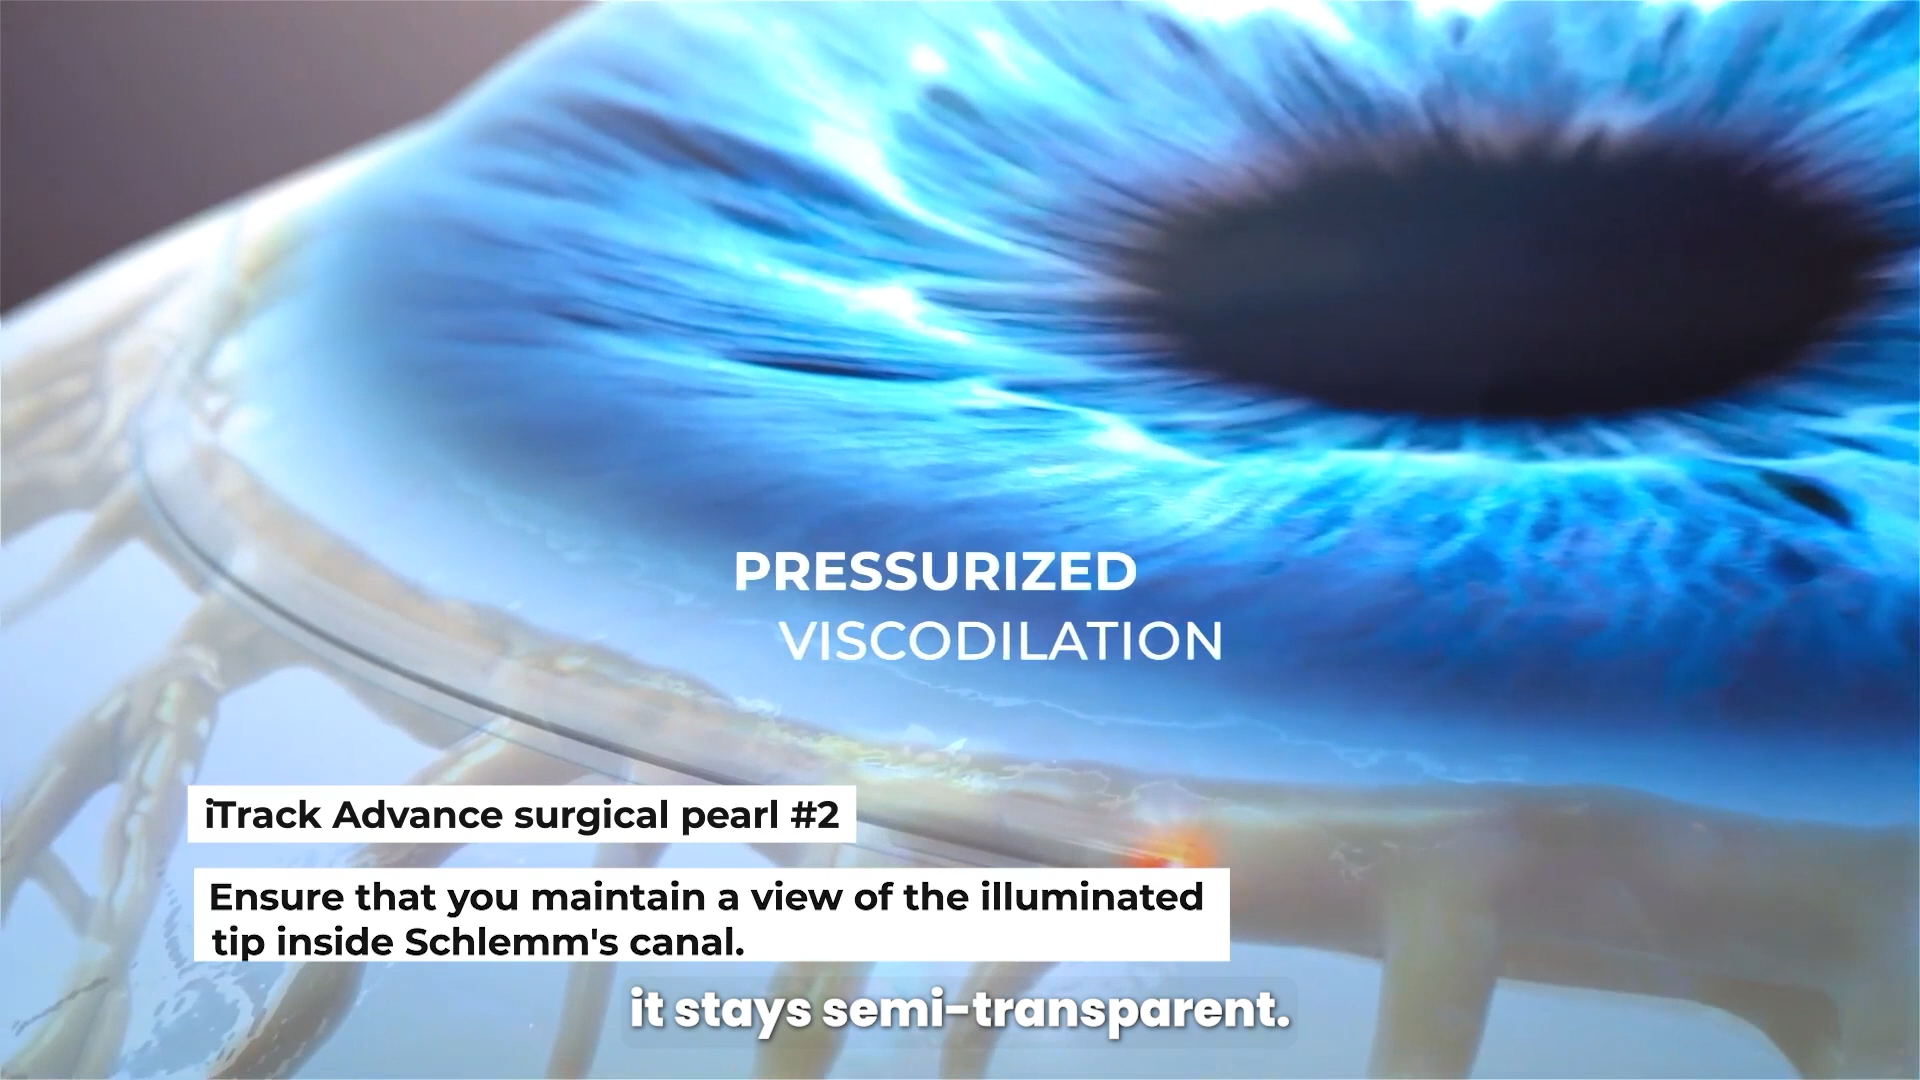 PRESSURIZED
VISCODILATION
iTrack Advance surgical pearl #2
Ensure that you maintain a view of the illuminated
tip inside Schlemm's canal.
it stays semi-transparent.